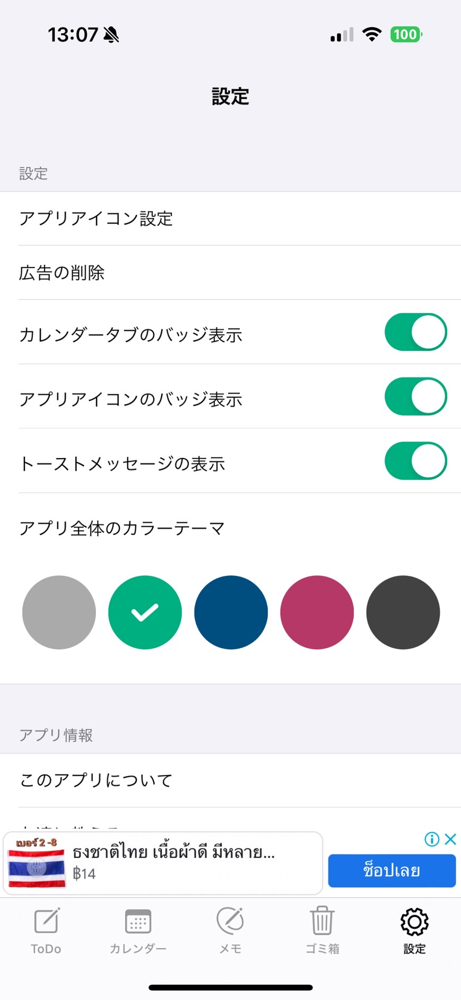 13:07
100
設定
設定
アプリアイコン設定
広告の削除
カレンダータブのバッジ表示
アプリアイコンのバッジ表示
トーストメッセージの表示
アプリ全体のカラーテーマ
アプリ情報
このアプリについて
เบอร์ 2-8
ธงชาติไทย เนื้อผ้าดี มีหลาย...
฿14
ช็อปเลย
ToDo
カレンダー
メモ
ゴミ箱
設定